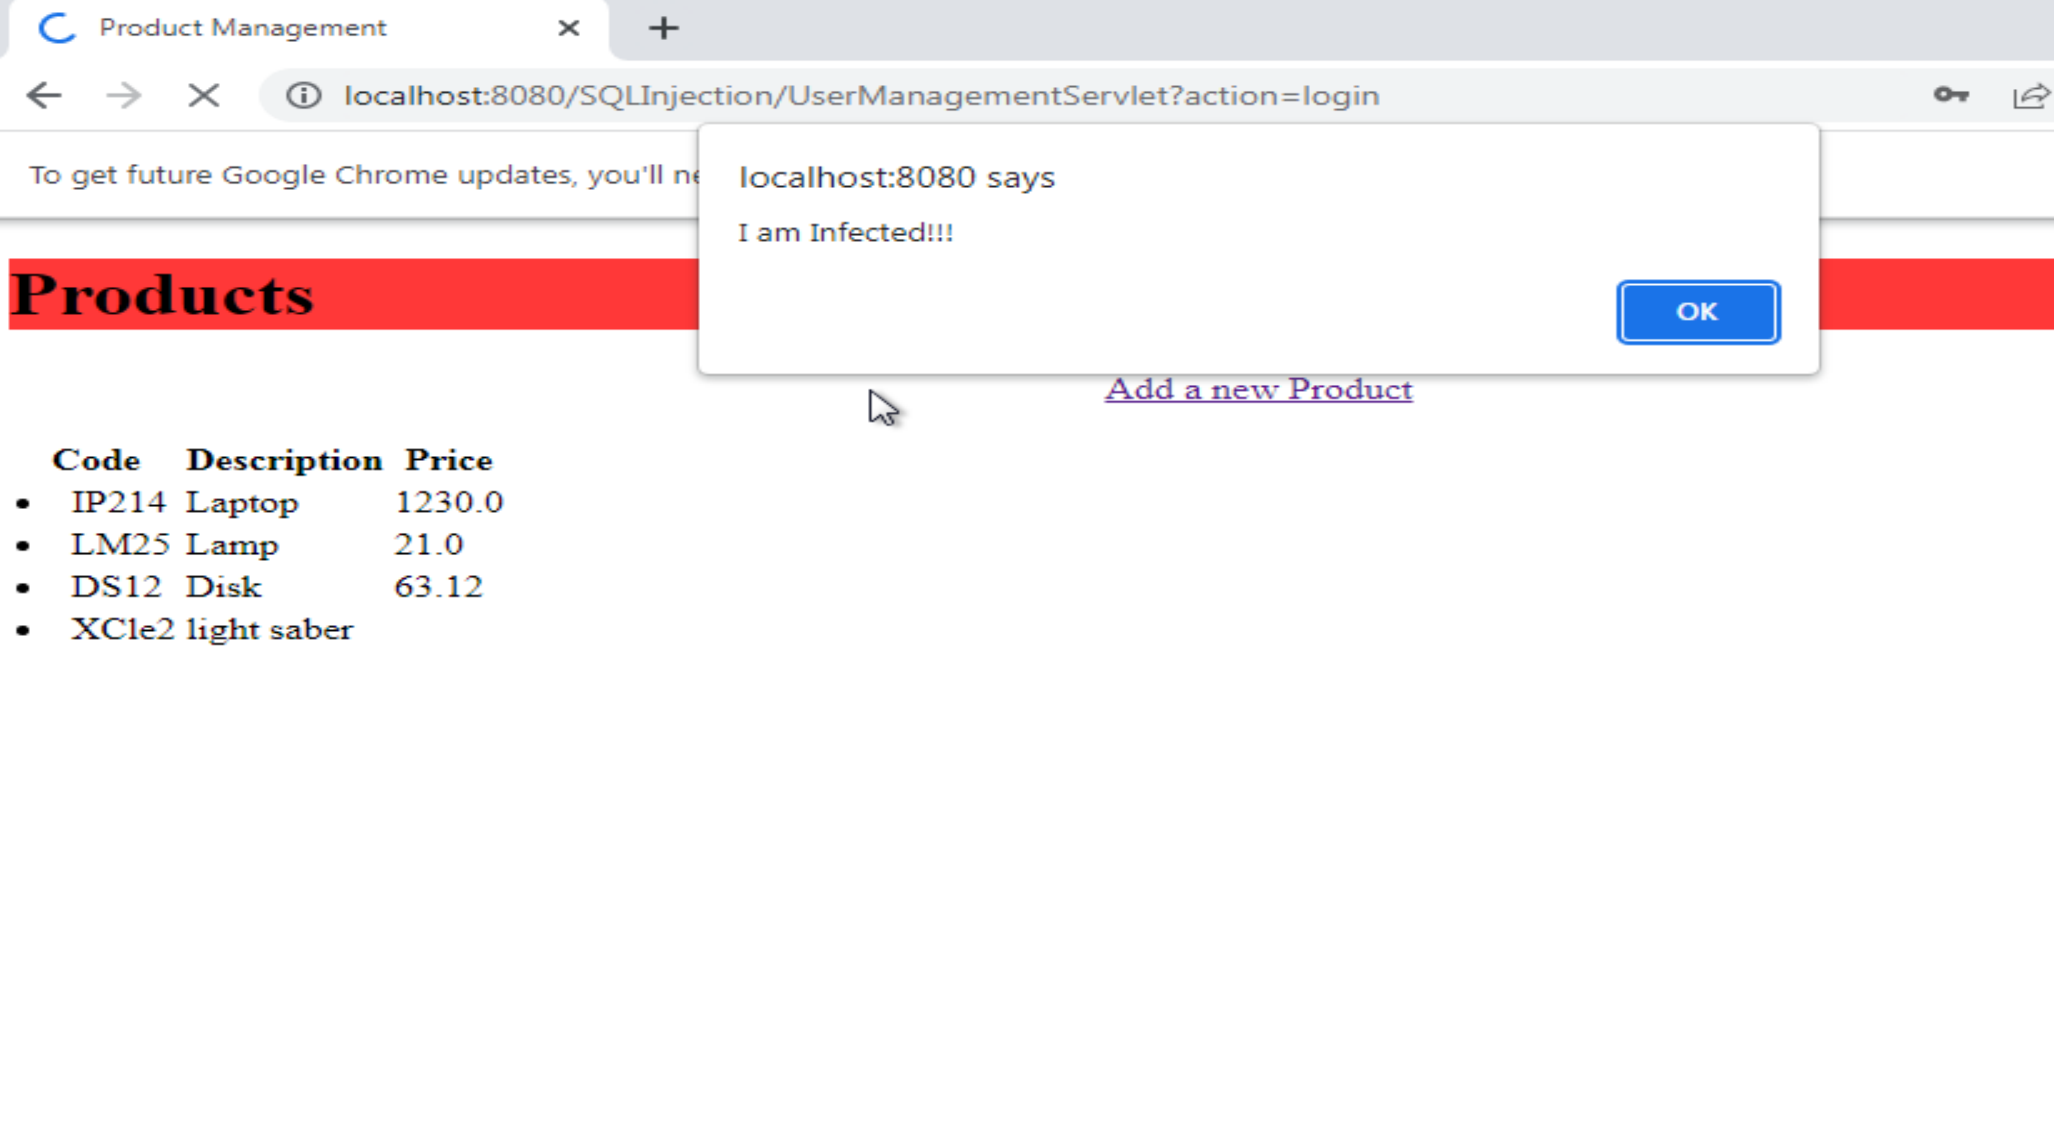 Product Management
localhost:8080/SQLInjection/UserManagementServlet?action=login
To get future Google Chrome updates, you'll
localhost:8080 says
I am Infected!!!
OK
Products
Add a new Product
Code Description Price
IP214 Laptop 1230.0
LM25 Lamp 21.0
DS12 Disk 63.12
XCle2 light saber